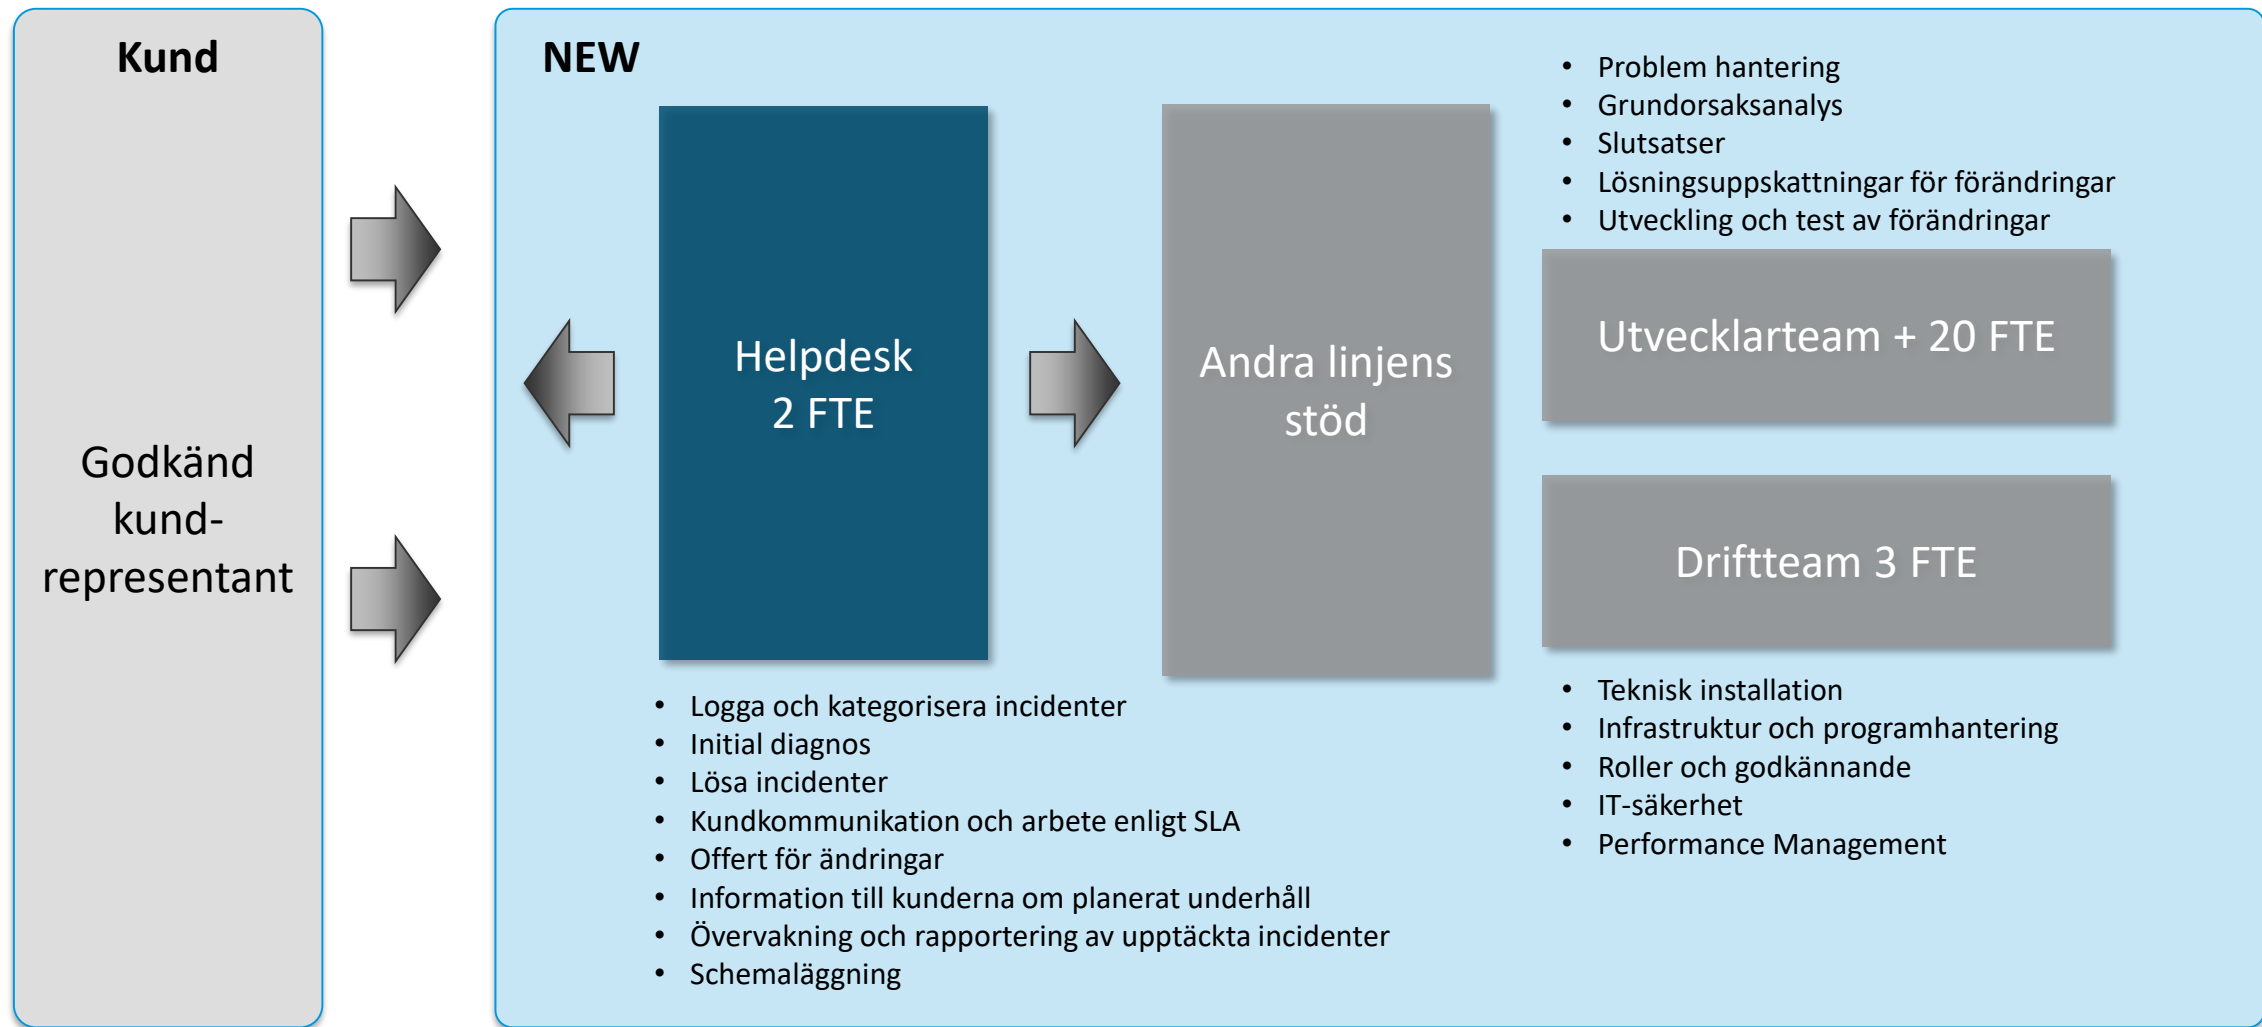 Kund
Godkänd
kund-
representant
NEW
Helpdesk
2 FTE
• Logga och kategorisera incidenter
• Initial diagnos
• Lösa incidenter
• Kundkommunikation och arbete enligt SLA
• Offert för ändringar
• Information till kunderna om planerat underhåll
• Övervakning och rapportering av upptäckta incidenter
• Schemaläggning
Andra linjens
stöd
• Problem hantering
• Grundorsaksanalys
• Slutsatser
• Lösningsuppskattningar för förändringar
• Utveckling och test av förändringar
Utvecklarteam + 20 FTE
Driftteam 3 FTE
• Teknisk installation
• Infrastruktur och programhantering
• Roller och godkännande
• IT-säkerhet
• Performance Management